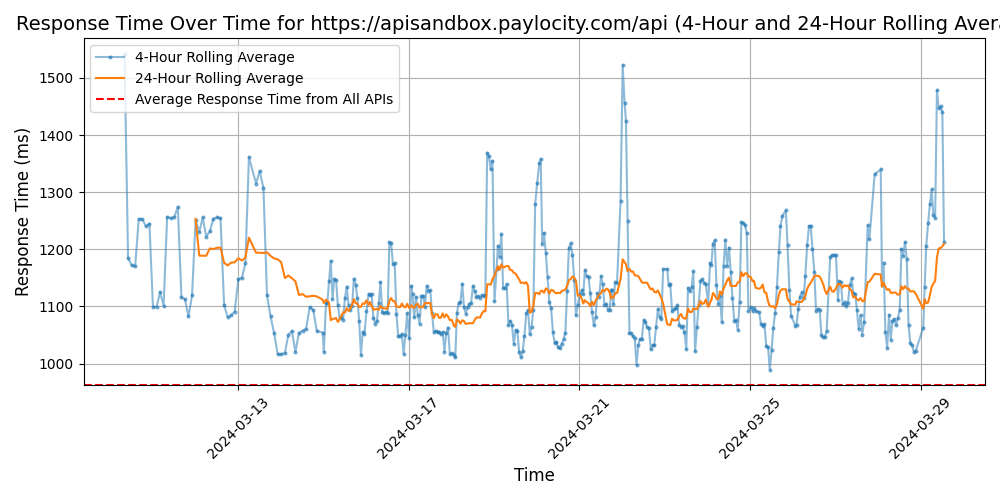 Response Time Over Time for https://apisandbox.paylocity.com/api (4-Hour and 24-Hour Rolling Avera
4-Hour Rolling Average
24-Hour Rolling Average
Average Response Time from All APIs
Response Time (ms)
1500
1400
1300
1200
1100
1000
2024-03-13
2024-03-17
2024-03-21
2024-03-25
2024-03-29
Time